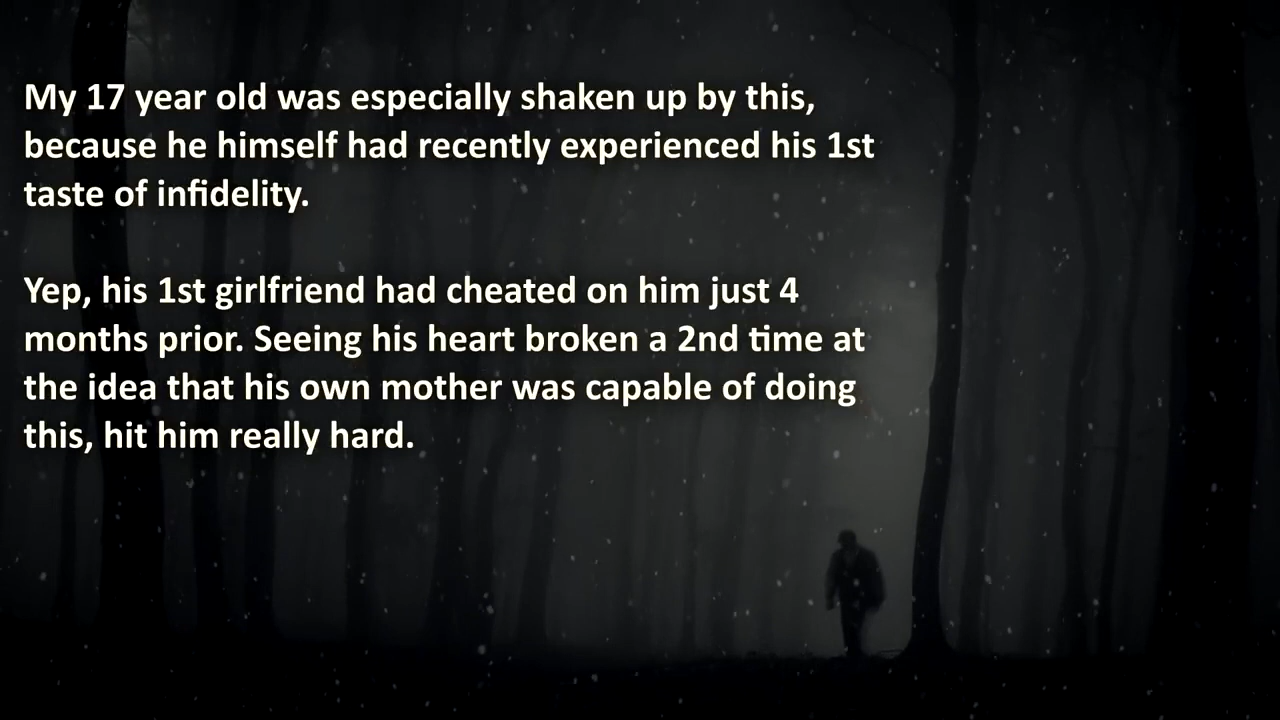 My 17 year old was especially shaken up by this,
because he himself had recently experienced his 1st
taste of infidelity.
Yep, his 1st girlfriend had cheated on him just 4
months prior. Seeing his heart broken a 2nd time at
the idea that his own mother was capable of doing
this, hit him really hard.